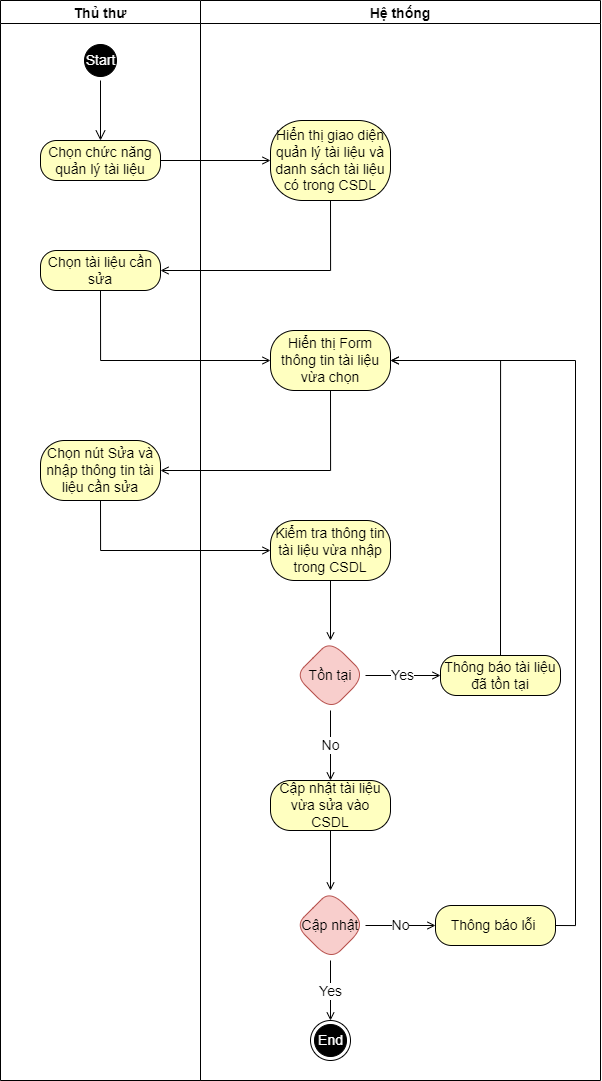 Thủ thư
Hệ thống
Start
Chọn chức năng
quản lý tài liệu
Hiển thị giao diện
quản lý tài liệu và
danh sách tài liệu
có trong CSDL
Chọn tài liệu cần
sửa
Hiển thị Form
thông tin tài liệu
vừa chọn
Chọn nút Sửa và
nhập thông tin tài
liệu cần sửa
Kiểm tra thông tin
tài liệu vừa nhập
trong CSDL
Tồn tại
Yes
Thông báo tài liệu
đã tồn tại
No
Cập nhật tài liệu
vừa sửa vào
CSDL
Cập nhật
No
Thông báo lỗi
Yes
End